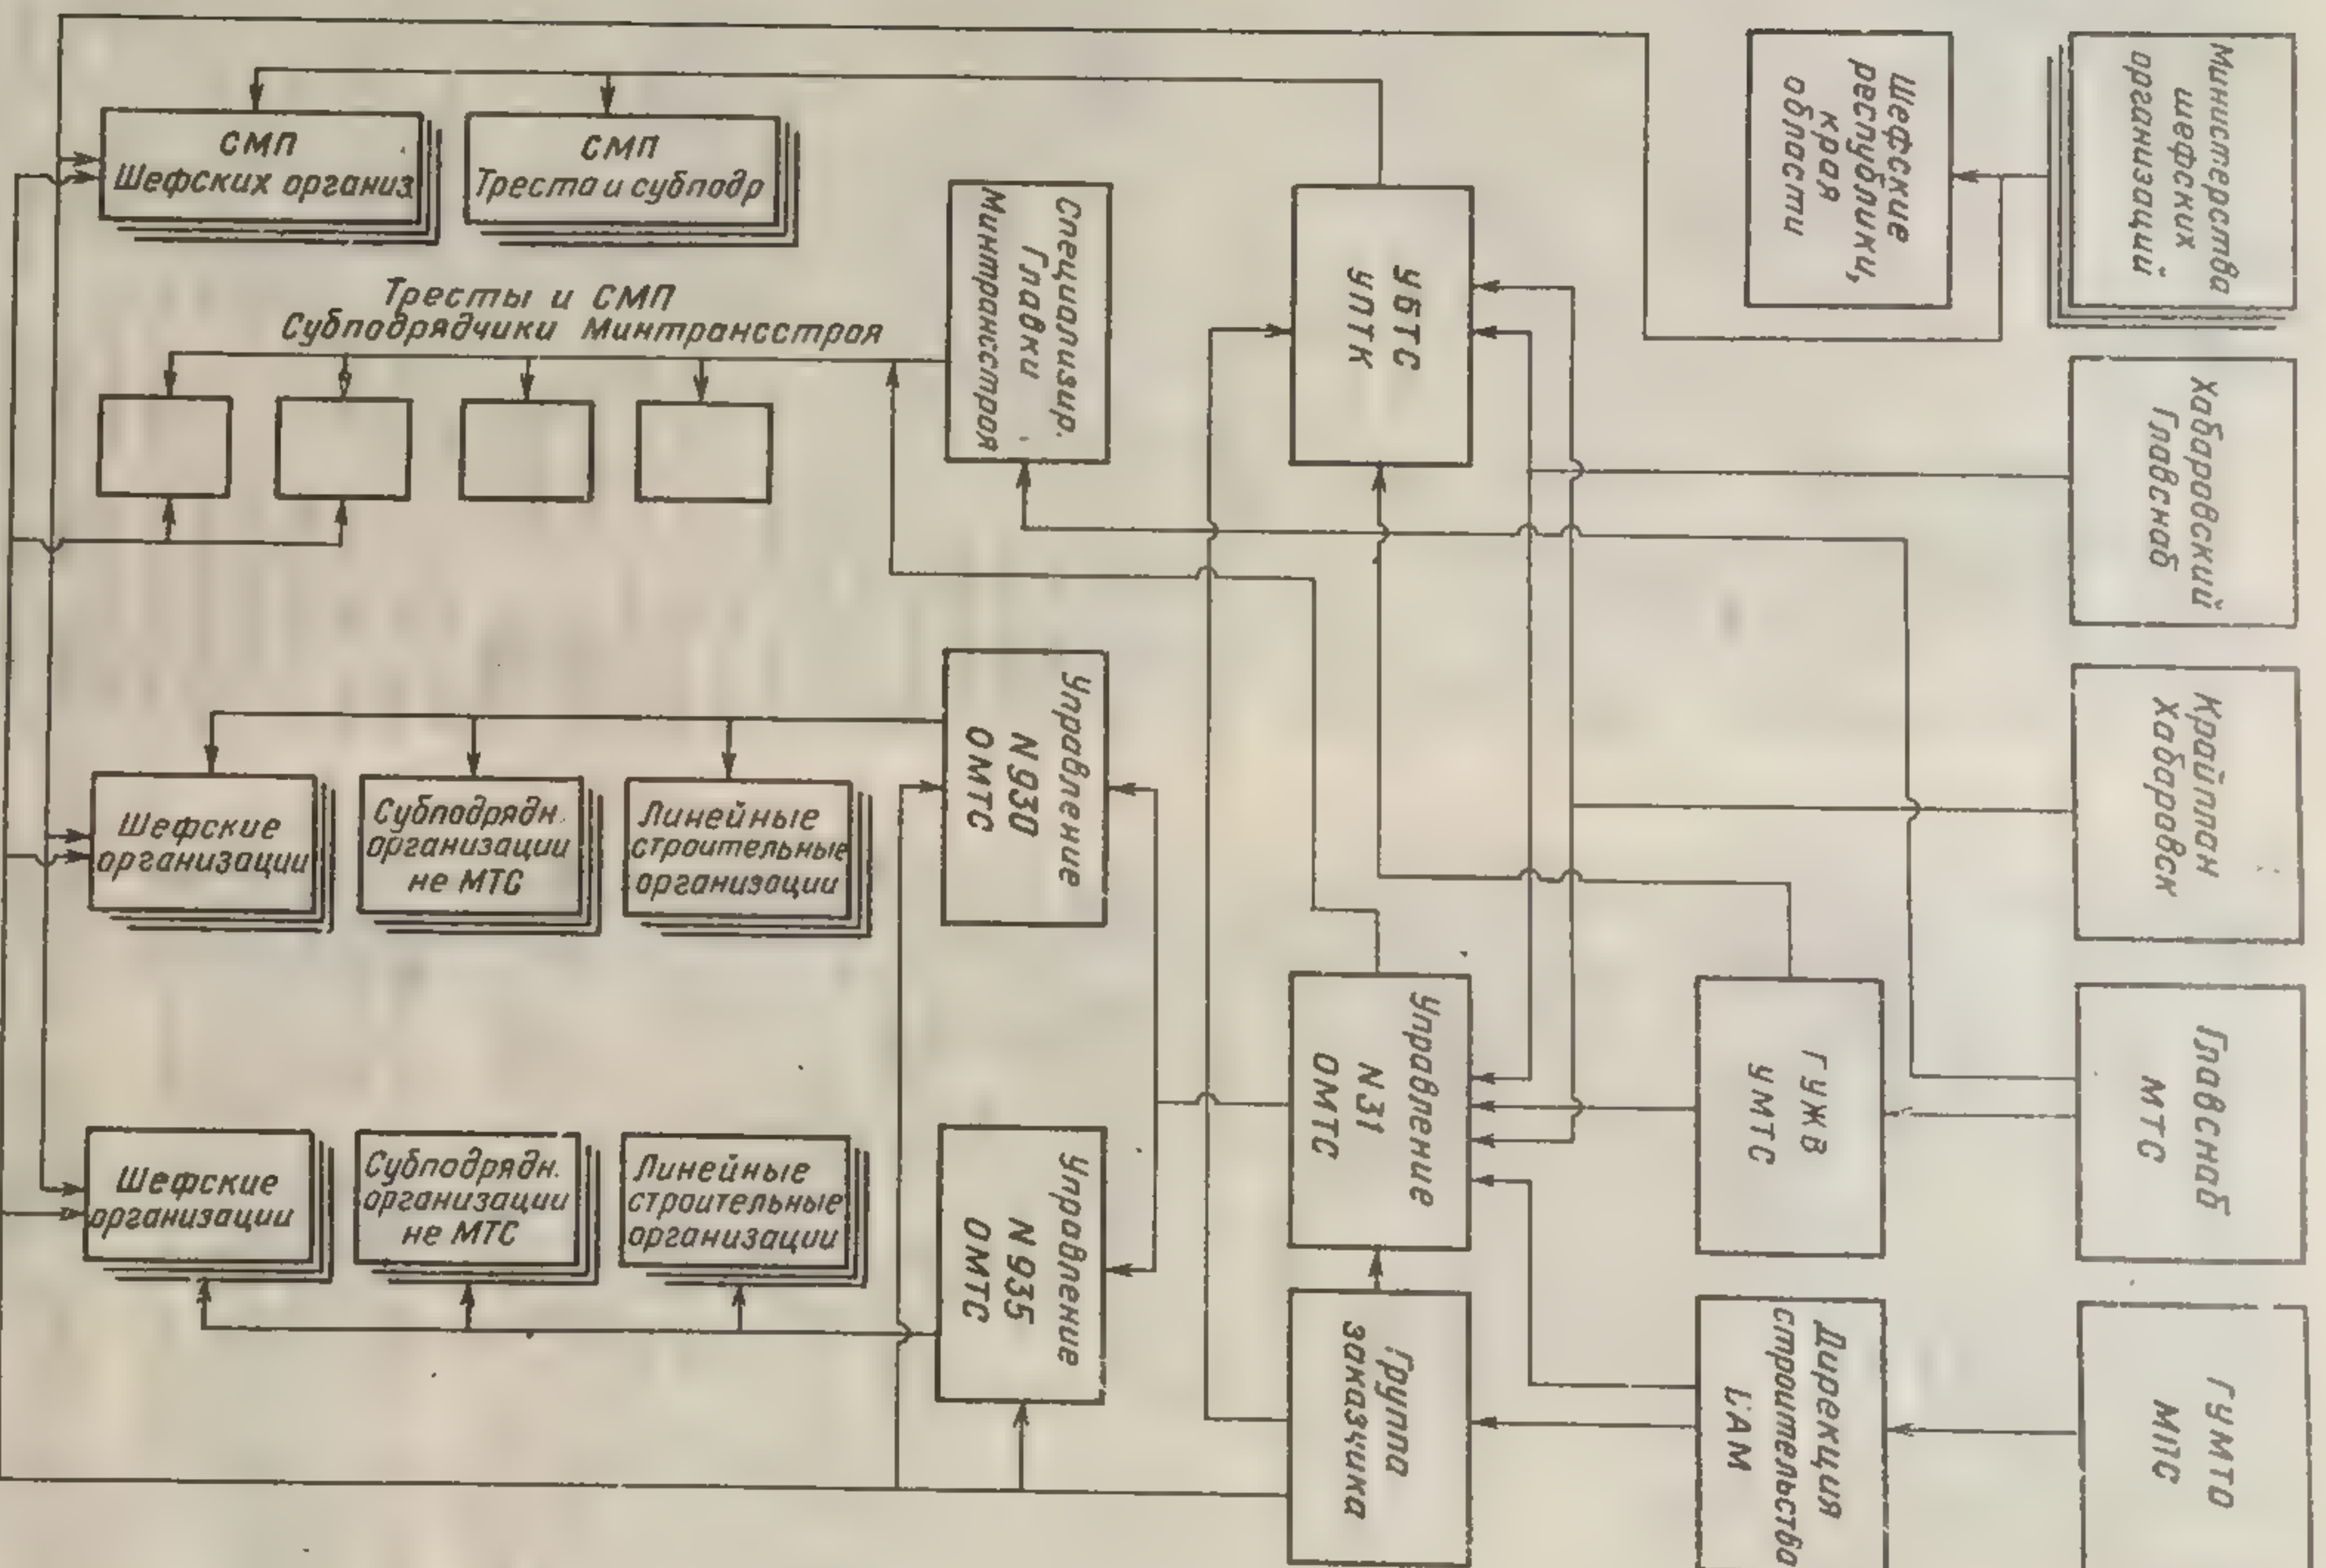 Министерства
шефских
организаций
Шефские
республики,
края
области
Хабаровский
Главснаб
Крайплан
Хабаровск
Главснаб
МТС
ГУМТО
МПС
ГУЖВ
УМТС
Дирекция
строительства
БАМ
УБТС
УПТК
Управление
N 931
ОМТС
Группа
заказчика
Специализир.
Главки
Минтрансстроя
Управление
N 930
ОМТС
Управление
N 935
ОМТС
СМП
Шефских организ
СМП
Треста и субподр
Тресты и СМП
Субподрядчики Минтрансстроя
Шефские
организации
Субподрядн.
организации
не МТС
Линейные
строительные
организации
Шефские
организации
Субподрядн.
организации
не МТС
Линейные
строительные
организации